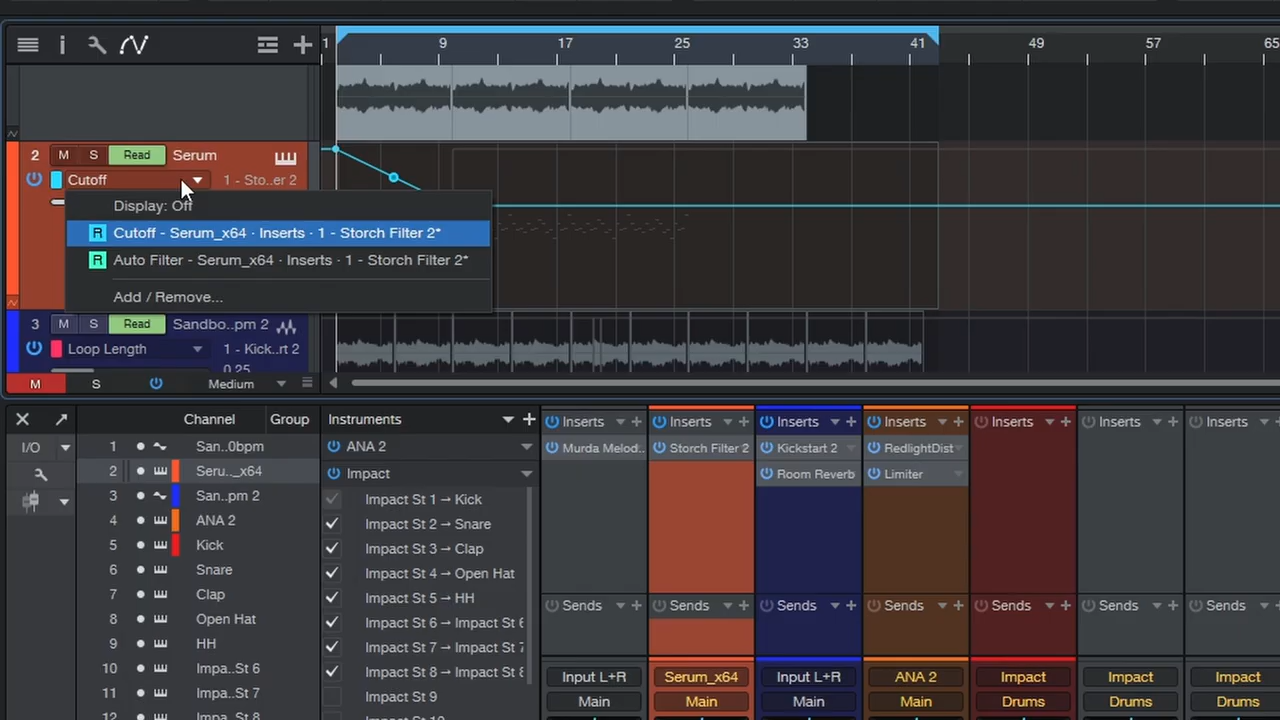 1 9 17 25 33 41 49 57 65
2 M S Read Serum
Cutoff 1 - Sto..er 2
Display: Off
R Cutoff - Serum_x64 · Inserts · 1 - Storch Filter 2*
R Auto Filter - Serum_x64 · Inserts · 1 - Storch Filter 2*
Add / Remove...
3 M S Read Sandbo..pm 2
Loop Length 1 - Kick..rt 2
0.25
M S Medium
Channel Group Instruments Inserts Inserts Inserts Inserts Inserts Inserts Inserts
I/O 1 San..0bpm ANA 2 Murda Melod.. Storch Filter 2 Kickstart 2 RedlightDist
2 Seru.._x64 Impact Room Reverb Limiter
3 San..pm 2 Impact St 1 → Kick
4 ANA 2 Impact St 2 → Snare
5 Kick Impact St 3 → Clap
6 Snare Impact St 4 → Open Hat
7 Clap Impact St 5 → HH Sends Sends Sends Sends Sends Sends Sends
8 Open Hat Impact St 6 → Impact St 6
9 HH Impact St 7 → Impact St 7
10 Impa..St 6 Impact St 8 → Impact St 8 Input L+R Serum_x64 Input L+R ANA 2 Impact Impact Impact
11 Impa..St 7 Impact St 9 Main Main Main Main Drums Drums Drums
12 Impa..St 8 Impact St 10